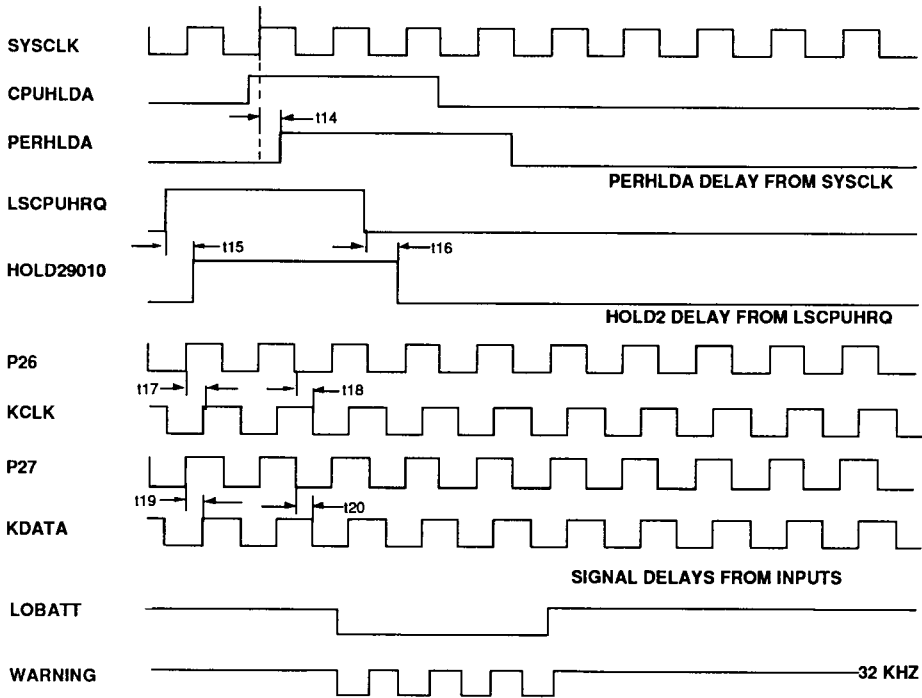 SYSCLK
CPUHLDA
t14
PERHLDA
PERHLDA DELAY FROM SYSCLK
LSCPUHRQ
t15
t16
HOLD29010
HOLD2 DELAY FROM LSCPUHRQ
P26
t17
t18
KCLK
P27
t19
t20
KDATA
SIGNAL DELAYS FROM INPUTS
LOBATT
WARNING
32 KHZ